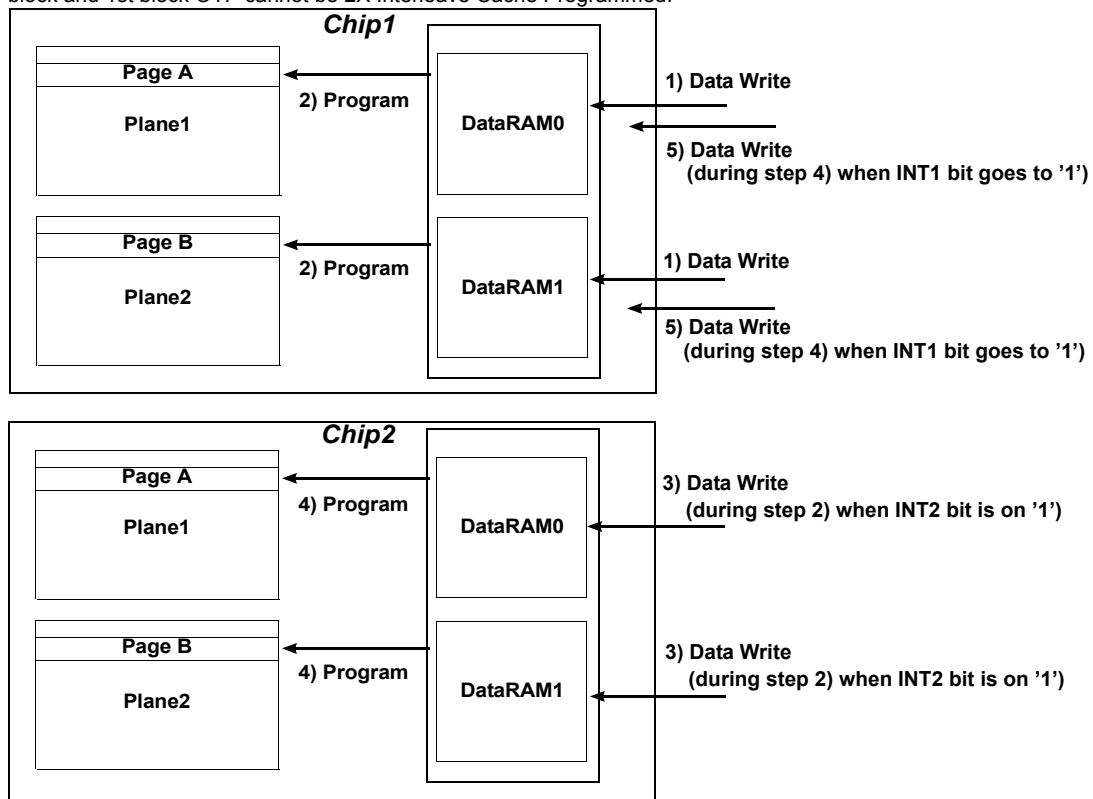 block and 1st block OTP cannot be 2X Interleave Cache Programmed.
Chip1
Page A
Plane1
2) Program
DataRAM0
1) Data Write
5) Data Write
(during step 4) when INT1 bit goes to ’1’)
Page B
Plane2
2) Program
DataRAM1
1) Data Write
5) Data Write
(during step 4) when INT1 bit goes to ’1’)
Chip2
Page A
Plane1
4) Program
DataRAM0
3) Data Write
(during step 2) when INT2 bit is on ’1’)
Page B
Plane2
4) Program
DataRAM1
3) Data Write
(during step 2) when INT2 bit is on ’1’)